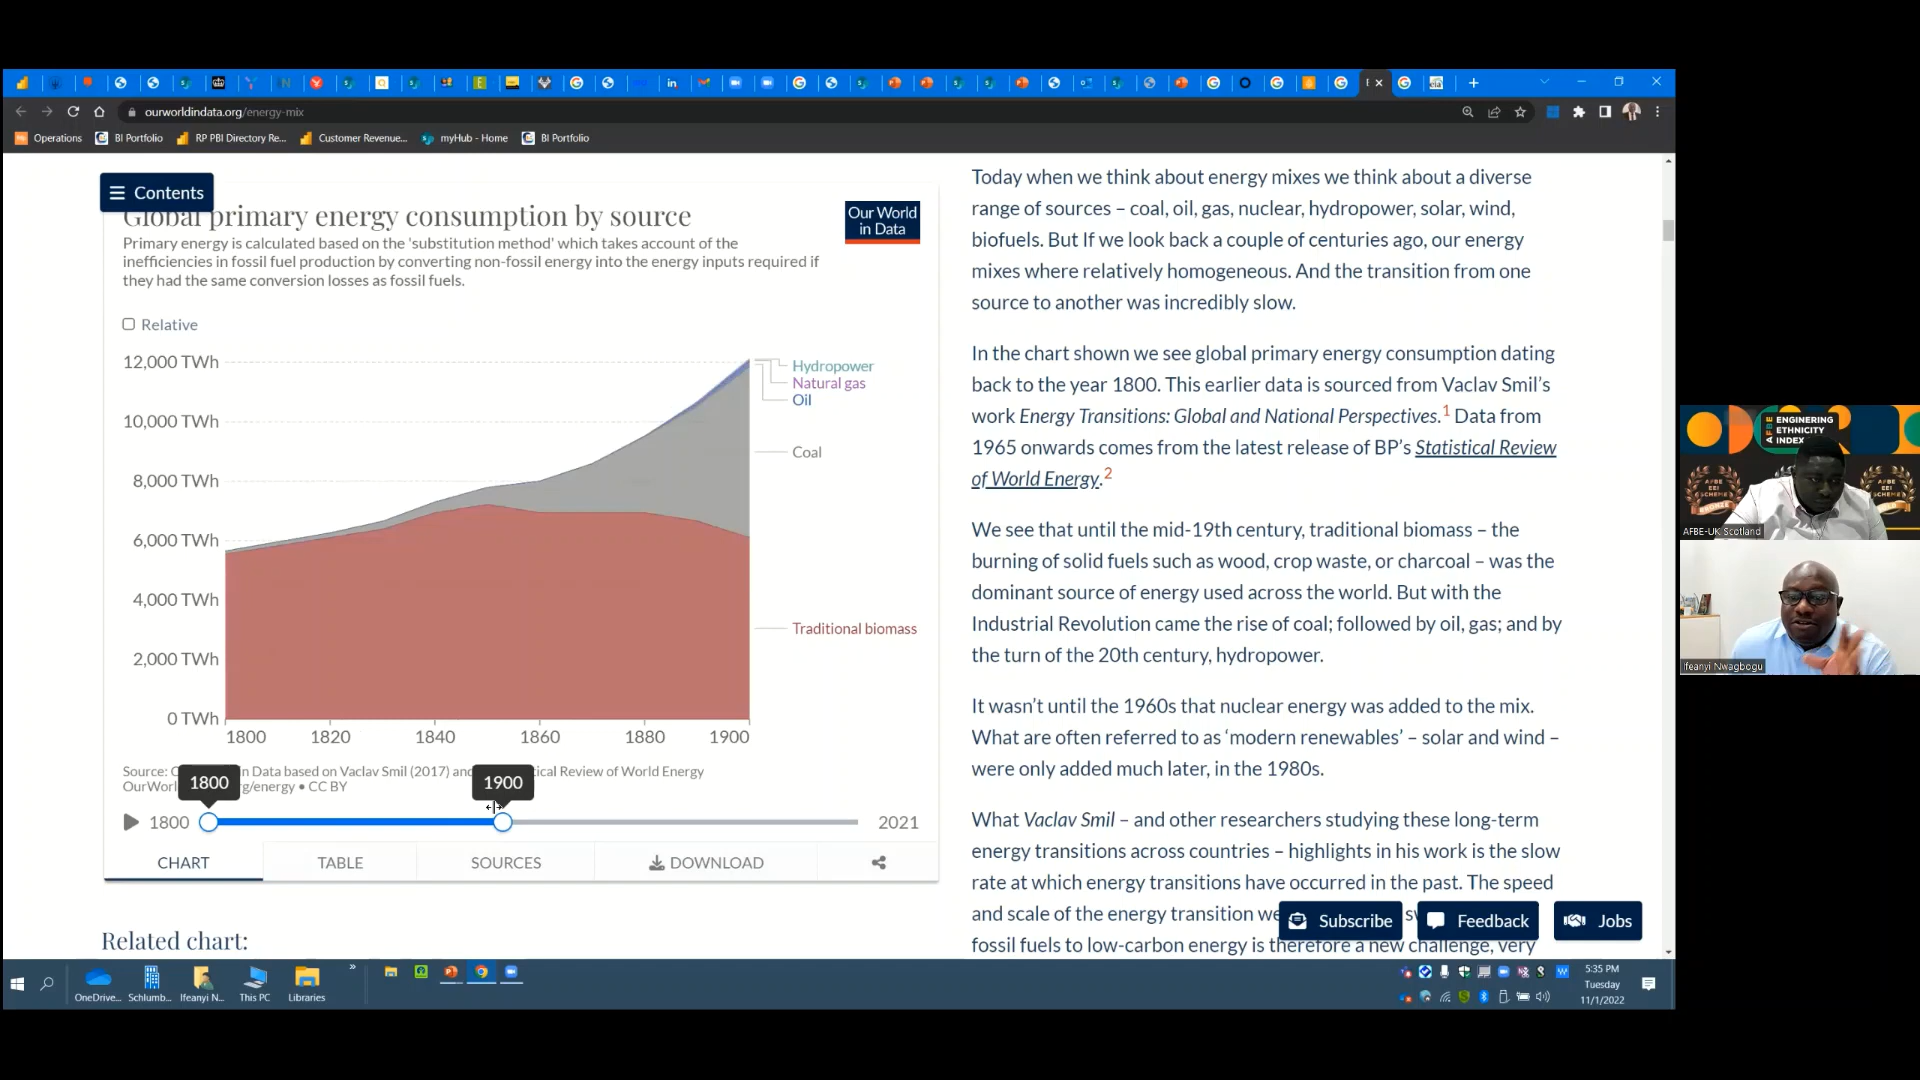 ourworldindata.org/energy-mix
Operations
BI Portfolio
RP PBI Directory Re...
Customer Revenue...
myHub - Home
BI Portfolio
Contents
Global primary energy consumption by source
Primary energy is calculated based on the 'substitution method' which takes account of the
inefficiencies in fossil fuel production by converting non-fossil energy into the energy inputs required if
they had the same conversion losses as fossil fuels.
Our World
in Data
Relative
12,000 TWh
10,000 TWh
8,000 TWh
6,000 TWh
4,000 TWh
2,000 TWh
0 TWh
1800
1820
1840
1860
1880
1900
Hydropower
Natural gas
Oil
Coal
Traditional biomass
Source: in Data based on Vaclav Smil (2017) and Review of World Energy
OurWorl g/energy • CC BY
1800
1900
1800
2021
CHART
TABLE
SOURCES
DOWNLOAD
Related chart:
Today when we think about energy mixes we think about a diverse
range of sources – coal, oil, gas, nuclear, hydropower, solar, wind,
biofuels. But If we look back a couple of centuries ago, our energy
mixes where relatively homogeneous. And the transition from one
source to another was incredibly slow.
In the chart shown we see global primary energy consumption dating
back to the year 1800. This earlier data is sourced from Vaclav Smil's
work Energy Transitions: Global and National Perspectives.1 Data from
1965 onwards comes from the latest release of BP's Statistical Review
of World Energy.2
We see that until the mid-19th century, traditional biomass – the
burning of solid fuels such as wood, crop waste, or charcoal – was the
dominant source of energy used across the world. But with the
Industrial Revolution came the rise of coal; followed by oil, gas; and by
the turn of the 20th century, hydropower.
It wasn't until the 1960s that nuclear energy was added to the mix.
What are often referred to as 'modern renewables' – solar and wind –
were only added much later, in the 1980s.
What Vaclav Smil – and other researchers studying these long-term
energy transitions across countries – highlights in his work is the slow
rate at which energy transitions have occurred in the past. The speed
and scale of the energy transition we
fossil fuels to low-carbon energy is therefore a new challenge, very
Subscribe
Feedback
Jobs
AFBE
ENGINEERING
ETHNICITY
INDEX
AFBE
EEI
SCHEME
BRONZE
AFBE
EEI
SCHEME
AFBE-UK Scotland
Ifeanyi Nwagbogu
OneDrive...
Schlumb...
Ifeanyi N...
This PC
Libraries
5:35 PM
Tuesday
11/1/2022